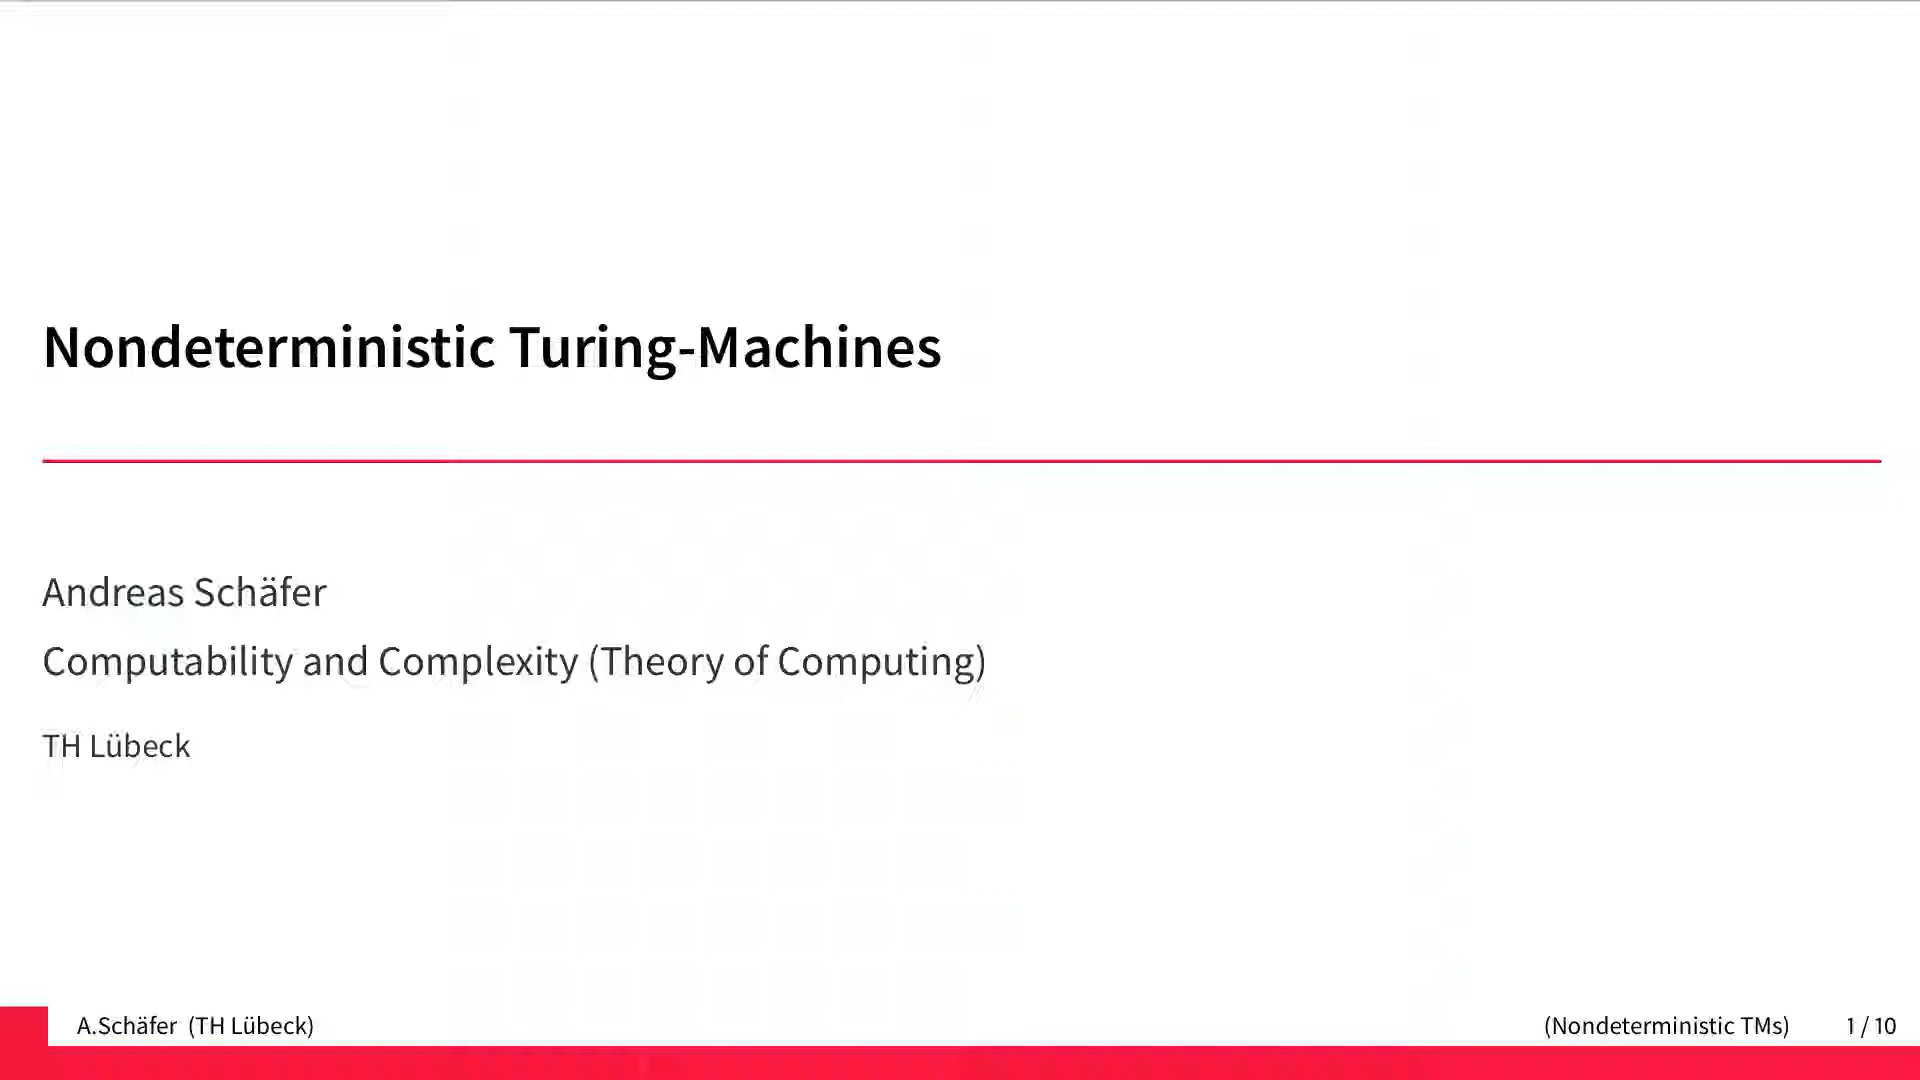 Nondeterministic Turing-Machines
Andreas Schäfer
Computability and Complexity (Theory of Computing)
TH Lübeck
A.Schäfer (TH Lübeck)
(Nondeterministic TMs)
1 / 10